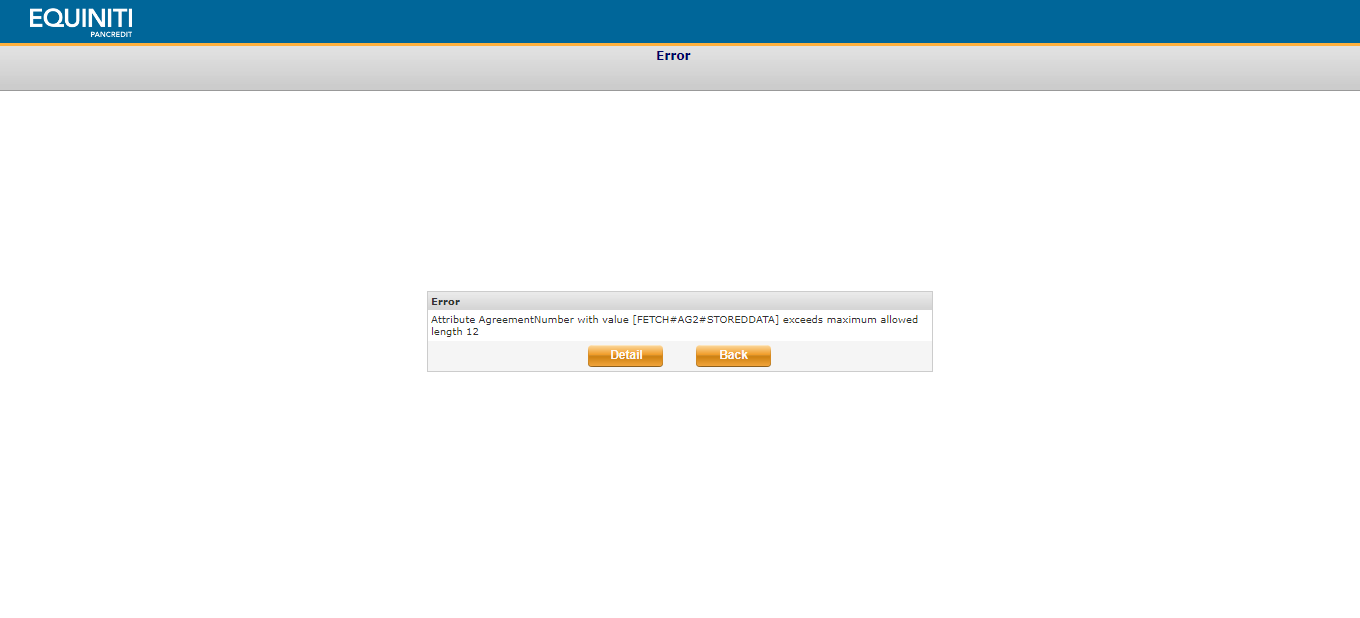 EQUINITI
PANCREDIT
Error
Error
Attribute AgreementNumber with value [FETCH#AG2#STOREDDATA] exceeds maximum allowed
length 12
Detail Back